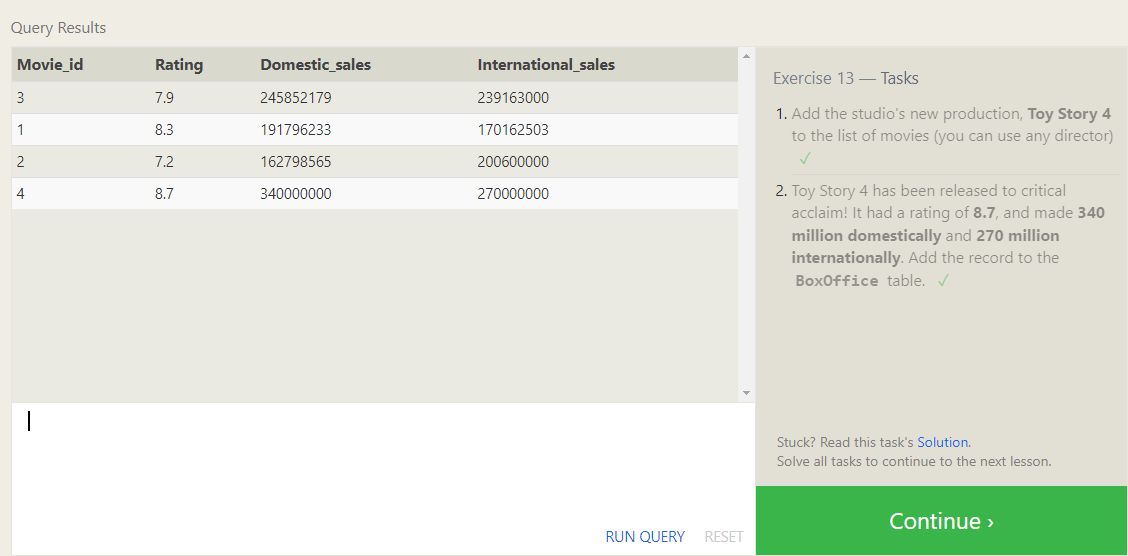 Query Results
Movie_id Rating Domestic_sales International_sales
3 7.9 245852179 239163000
1 8.3 191796233 170162503
2 7.2 162798565 200600000
4 8.7 340000000 270000000
RUN QUERY RESET
Exercise 13 — Tasks
1. Add the studio's new production, Toy Story 4
to the list of movies (you can use any director)
✓
2. Toy Story 4 has been released to critical
acclaim! It had a rating of 8.7, and made 340
million domestically and 270 million
internationally. Add the record to the
BoxOffice table. ✓
Stuck? Read this task's Solution.
Solve all tasks to continue to the next lesson.
Continue ›